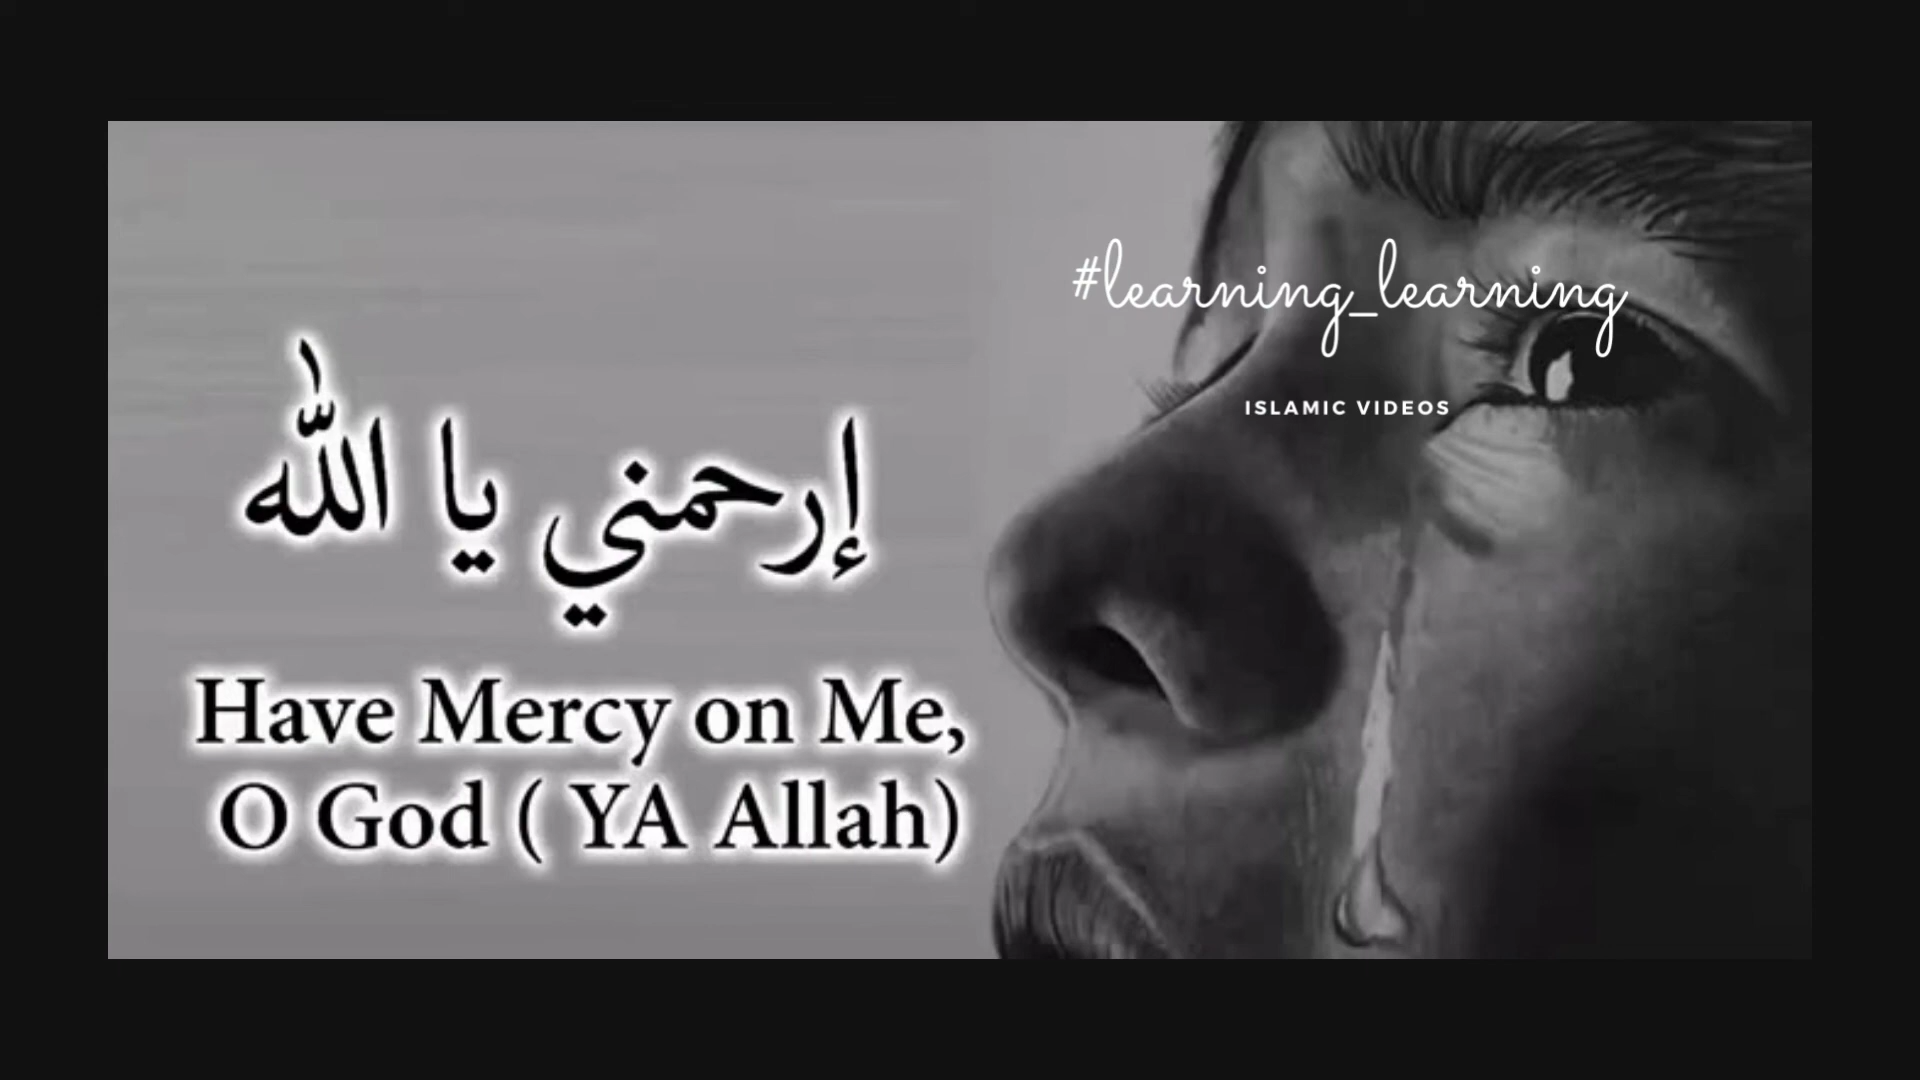 #learning_learning
ISLAMIC VIDEOS
إرحمني يا الله
Have Mercy on Me,
O God ( YA Allah)